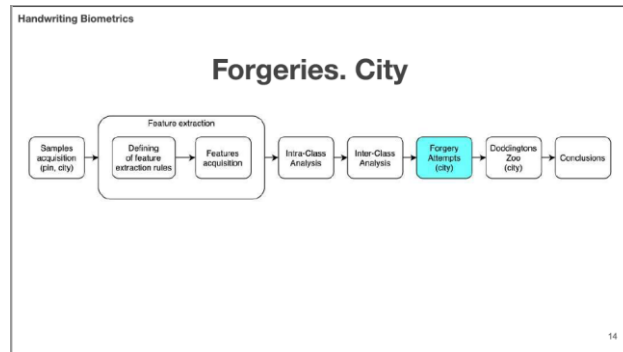 Handwriting Biometrics
Forgeries. City
Feature extraction
Samples
acquisition
(pin, city)
Defining
of feature
extraction rules
Features
acquisition
Intra-Class
Analysis
Inter-Class
Analysis
Forgery
Attempts
(city)
Doddingtons
Zoo
(city)
Conclusions
14